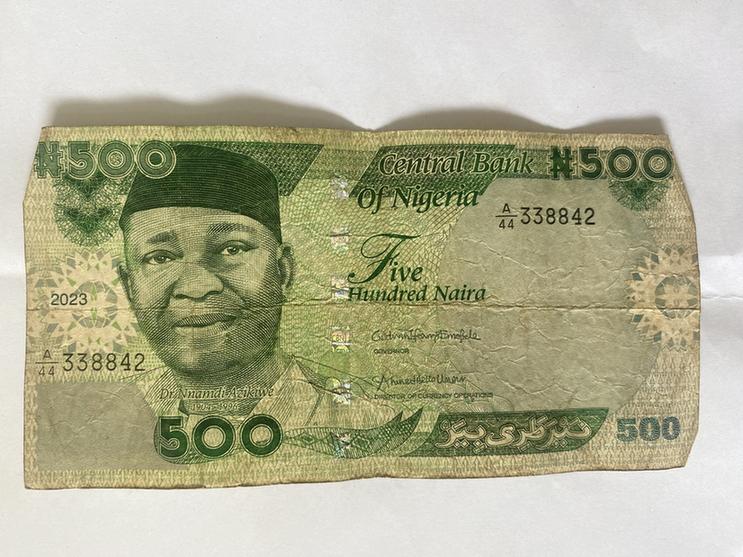 ₦500
Central Bank
Of Nigeria
₦500
A/44 338842
Five
Hundred Naira
2023
GOVERNOR
A/44 338842
DIRECTOR OF CURRENCY OPERATIONS
Dr. Nnamdi Azikiwe
500
500